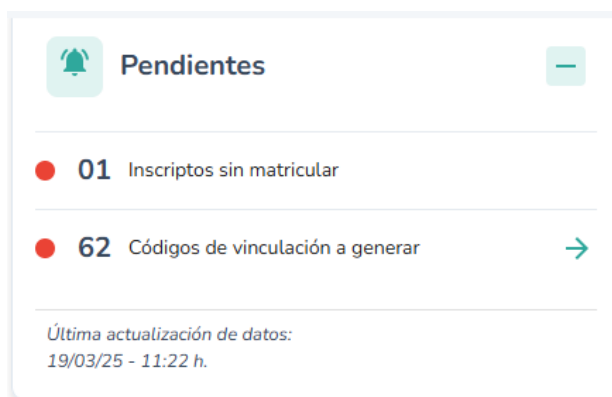 Pendientes
01 Inscriptos sin matricular
62 Códigos de vinculación a generar
Última actualización de datos:
19/03/25 - 11:22 h.